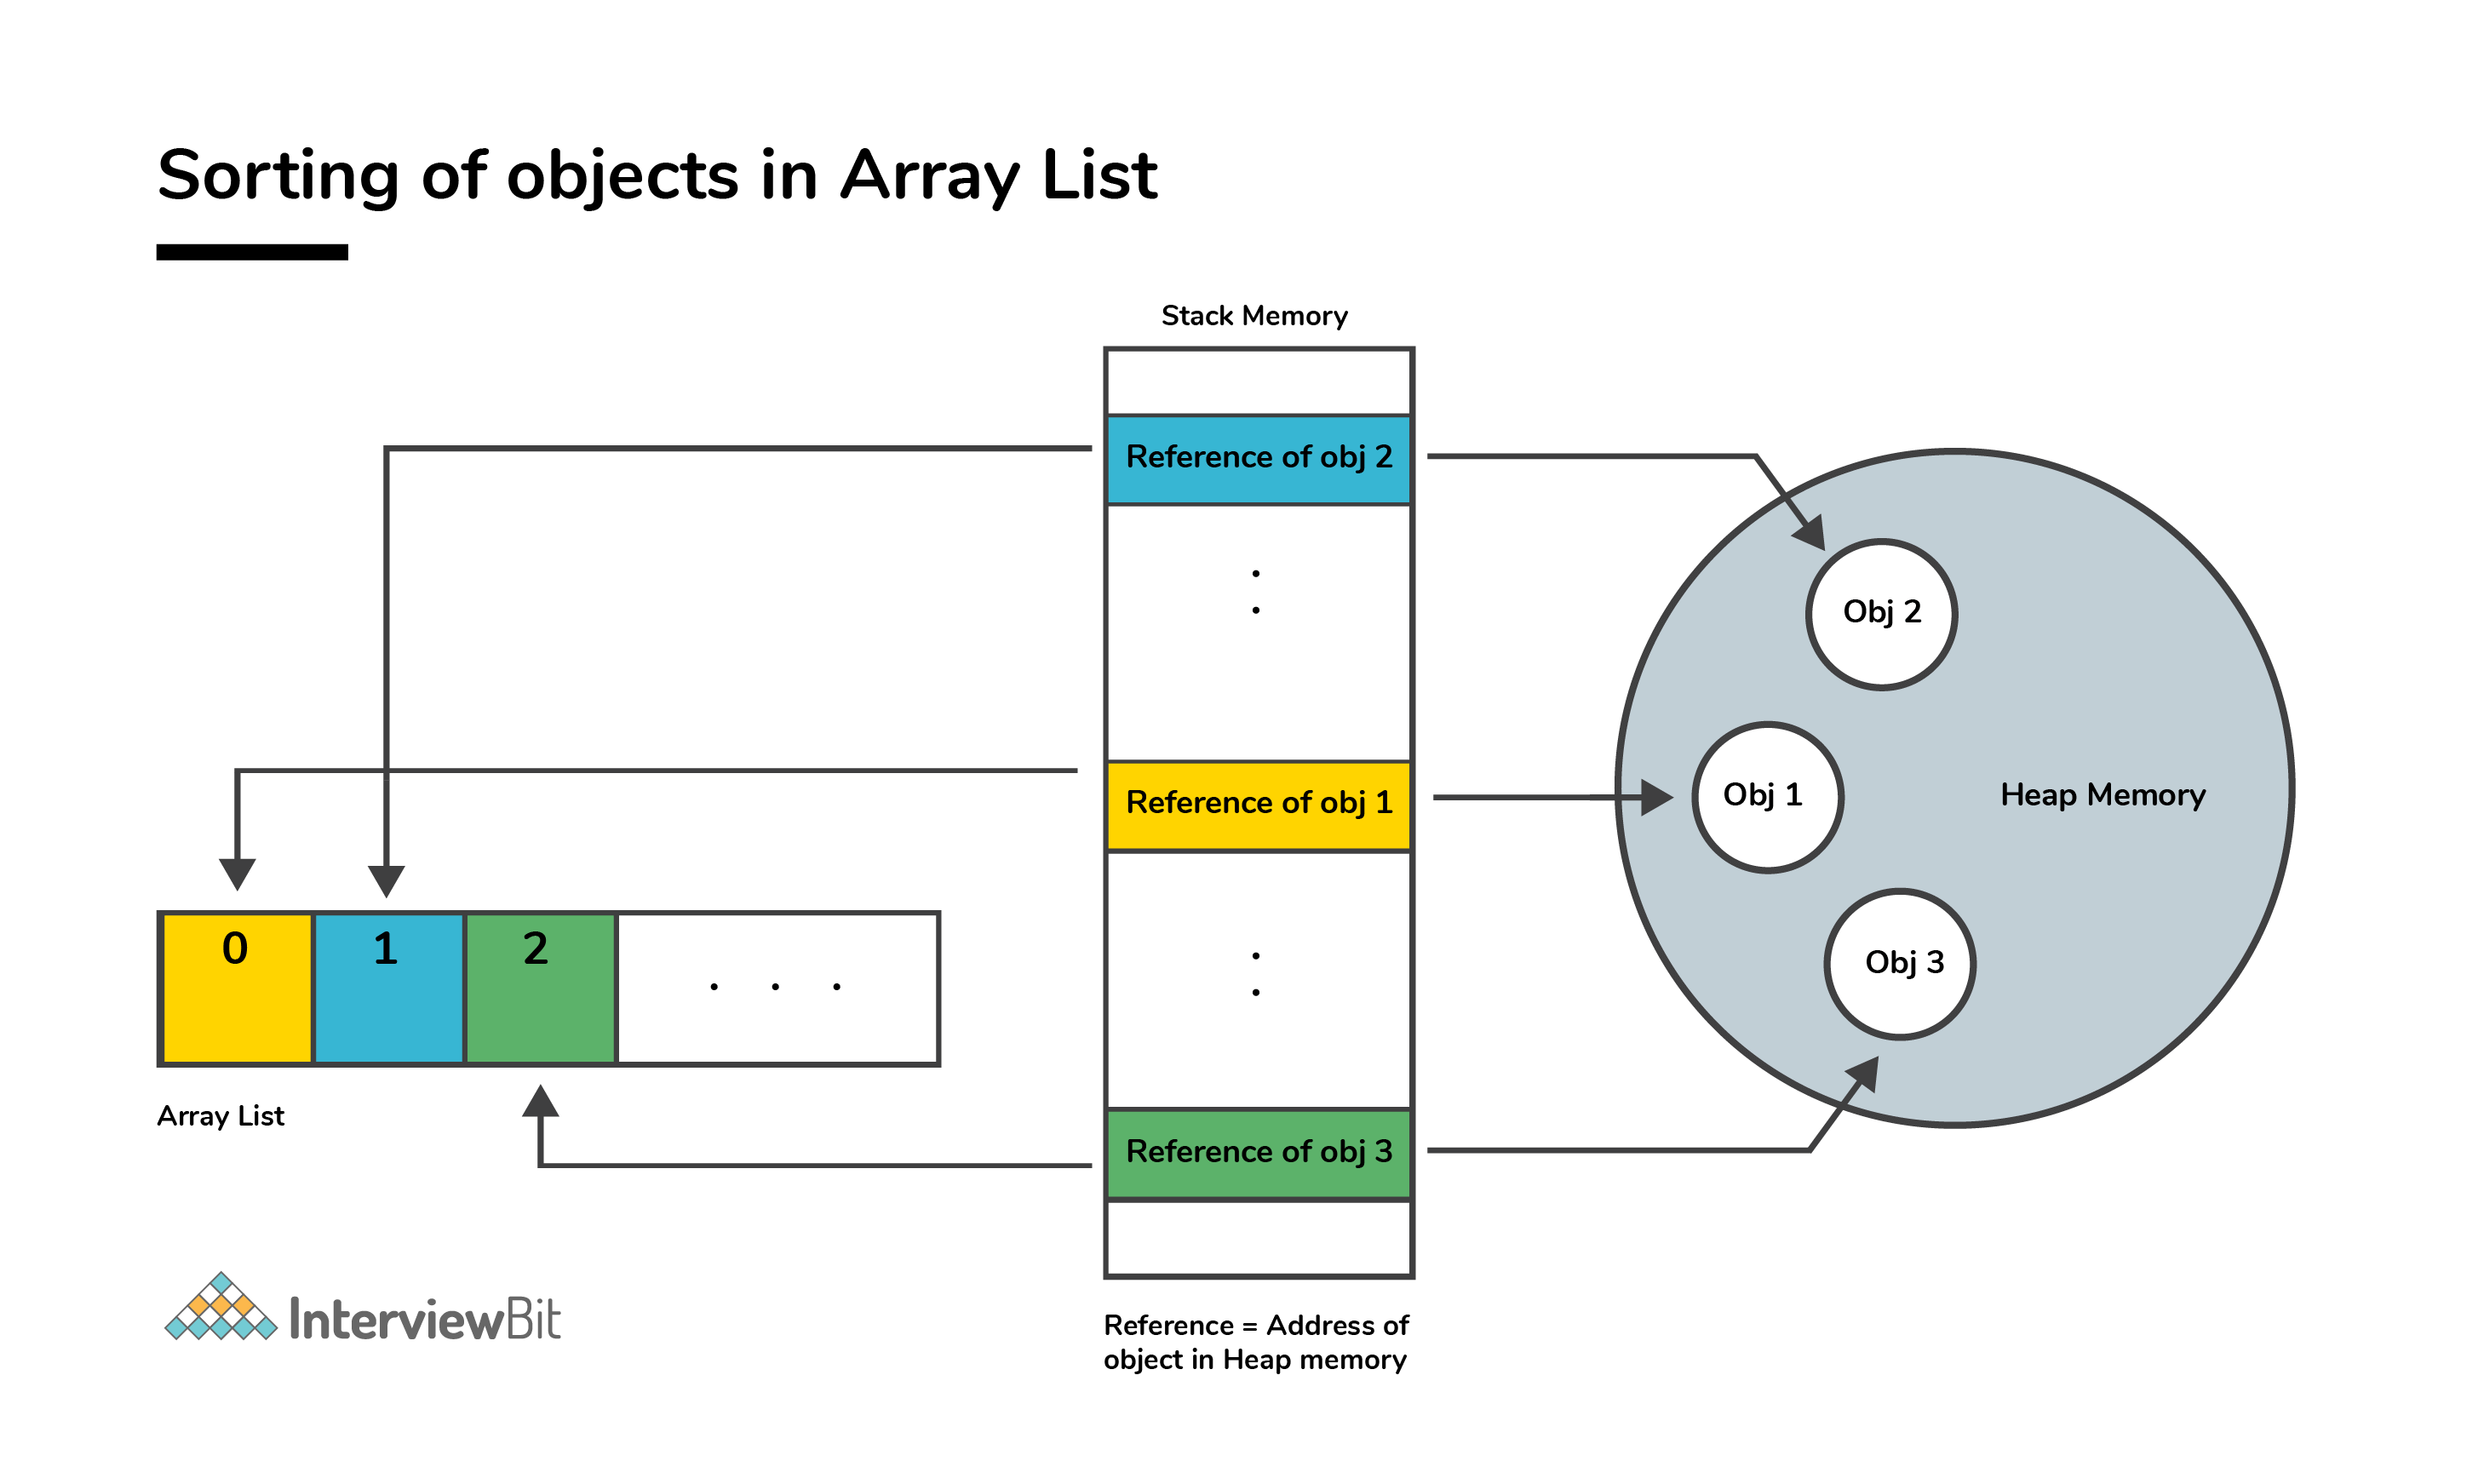 Sorting of objects in Array List
Stack Memory
Reference of obj 2
Obj 2
Reference of obj 1
Obj 1
Heap Memory
0
1
2
. . .
Obj 3
Array List
Reference of obj 3
InterviewBit
Reference = Address of
object in Heap memory